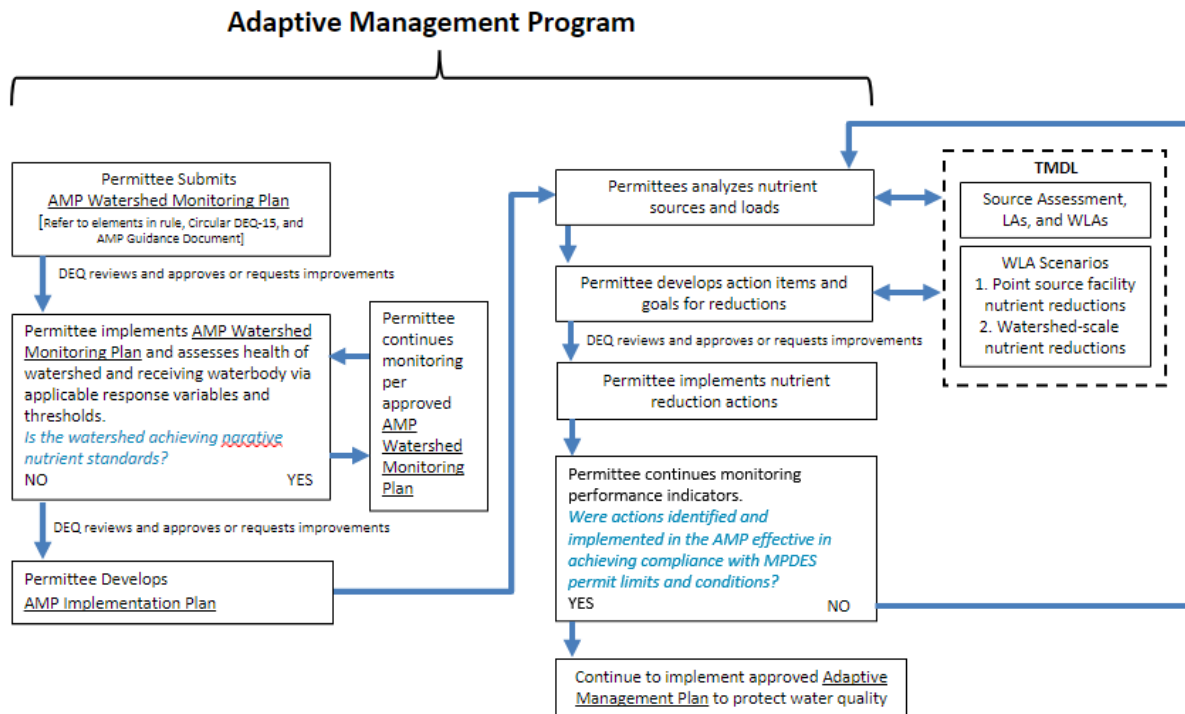 Adaptive Management Program
Permittee Submits
AMP Watershed Monitoring Plan
[Refer to elements in rule, Circular DEQ-15, and
AMP Guidance Document]
DEQ reviews and approves or requests improvements
Permittee implements AMP Watershed
Monitoring Plan and assesses health of
watershed and receiving waterbody via
applicable response variables and
thresholds.
Is the watershed achieving parative
nutrient standards?
NO YES
Permittee
continues
monitoring
per
approved
AMP
Watershed
Monitoring
Plan
DEQ reviews and approves or requests improvements
Permittee Develops
AMP Implementation Plan
Permittees analyzes nutrient
sources and loads
Permittee develops action items and
goals for reductions
DEQ reviews and approves or requests improvements
Permittee implements nutrient
reduction actions
Permittee continues monitoring
performance indicators.
Were actions identified and
implemented in the AMP effective in
achieving compliance with MPDES
permit limits and conditions?
YES NO
Continue to implement approved Adaptive
Management Plan to protect water quality
TMDL
Source Assessment,
LAs, and WLAs
WLA Scenarios
1. Point source facility
nutrient reductions
2. Watershed-scale
nutrient reductions